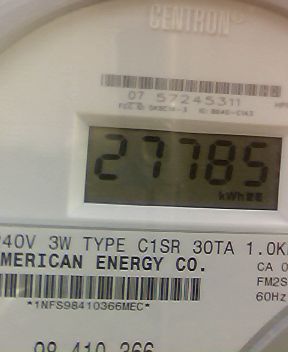 CENTRON®
07 57245311
27785
kWh
240V 3W TYPE C1SR 30TA 1.0K
MERICAN ENERGY CO.
CA 0
FM2S
60Hz
*1NFS98410366MEC*
98 410 366